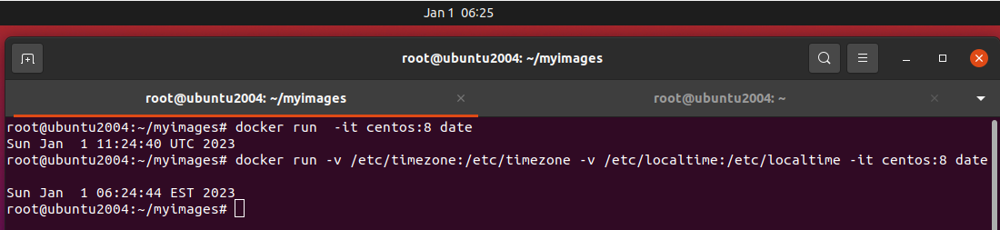 Jan 1  06:25
root@ubuntu2004: ~/myimages
root@ubuntu2004: ~/myimages
root@ubuntu2004: ~
root@ubuntu2004:~/myimages# docker run  -it centos:8 date
Sun Jan  1 11:24:40 UTC 2023
root@ubuntu2004:~/myimages# docker run -v /etc/timezone:/etc/timezone -v /etc/localtime:/etc/localtime -it centos:8 date
Sun Jan  1 06:24:44 EST 2023
root@ubuntu2004:~/myimages#